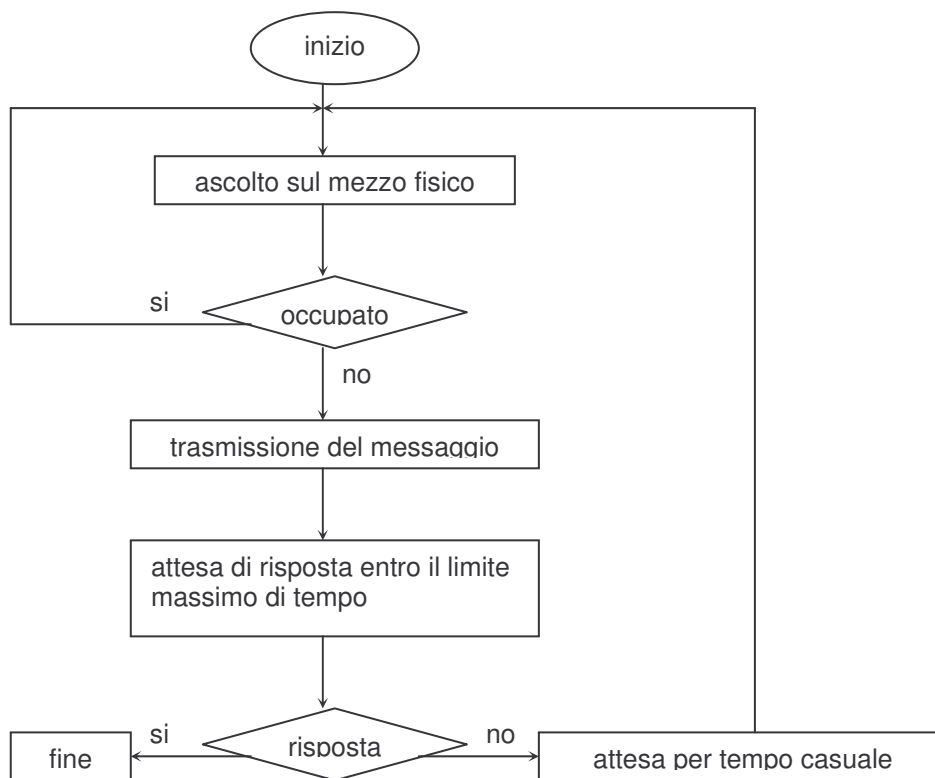 inizio
ascolto sul mezzo fisico
si
occupato
no
trasmissione del messaggio
attesa di risposta entro il limite
massimo di tempo
si
risposta
no
fine
attesa per tempo casuale